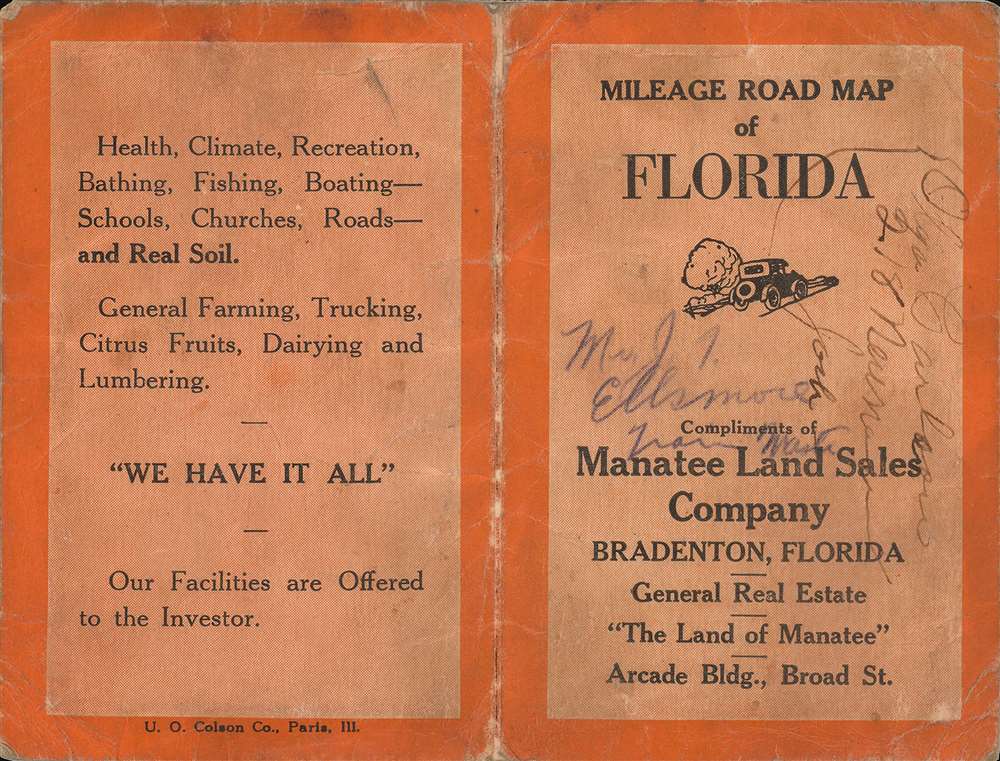 Health, Climate, Recreation,
Bathing, Fishing, Boating—
Schools, Churches, Roads—
and Real Soil.
General Farming, Trucking,
Citrus Fruits, Dairying and
Lumbering.
“WE HAVE IT ALL”
Our Facilities are Offered
to the Investor.
U. O. Colson Co., Paris, Ill.
MILEAGE ROAD MAP
of
FLORIDA
Mr J. T.
Ellsmore
Compliments of
Manatee Land Sales
Company
BRADENTON, FLORIDA
General Real Estate
“The Land of Manatee”
Arcade Bldg., Broad St.
218